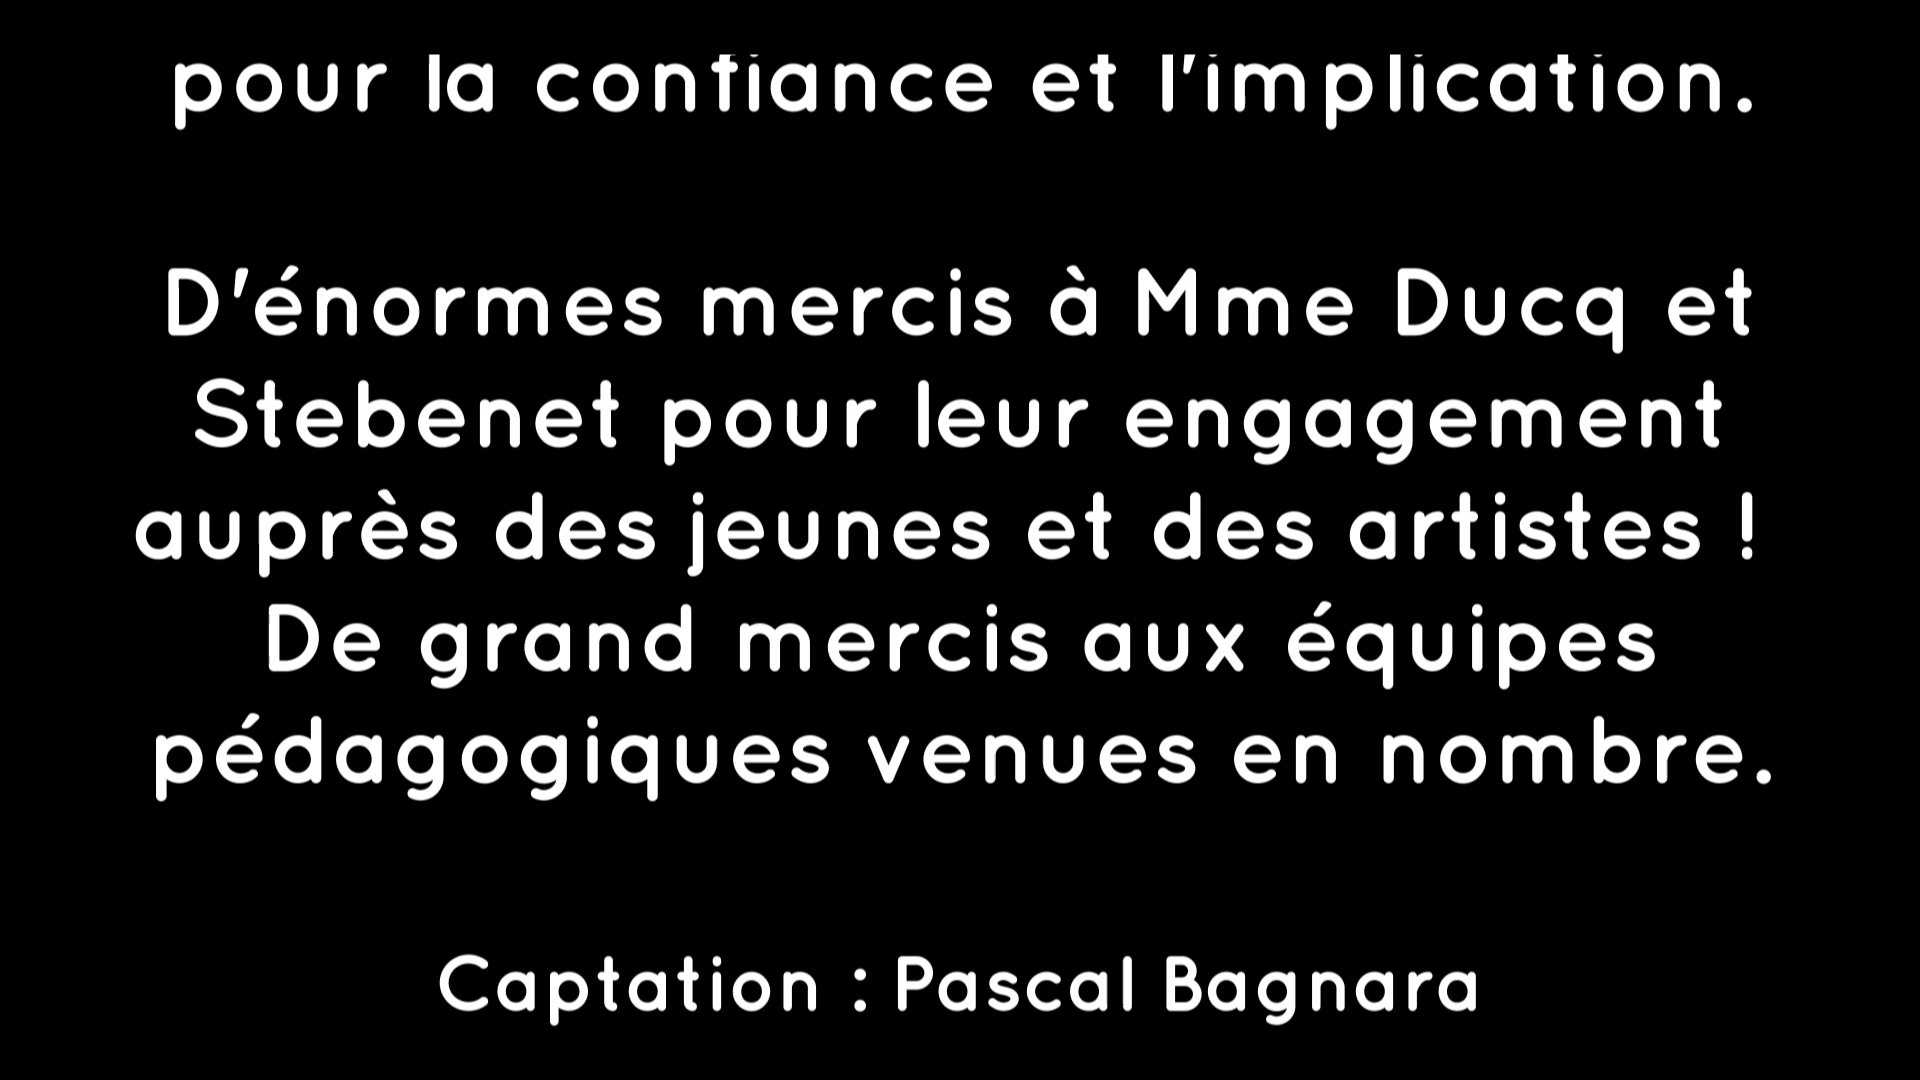 pour la confiance et l'implication.
D'énormes mercis à Mme Ducq et
Stebenet pour leur engagement
auprès des jeunes et des artistes !
De grand mercis aux équipes
pédagogiques venues en nombre.
Captation : Pascal Bagnara